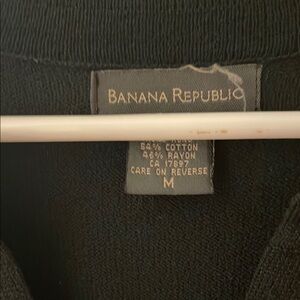 BANANA REPUBLIC
54% COTTON
46% RAYON
CA 17897
CARE ON REVERSE
M